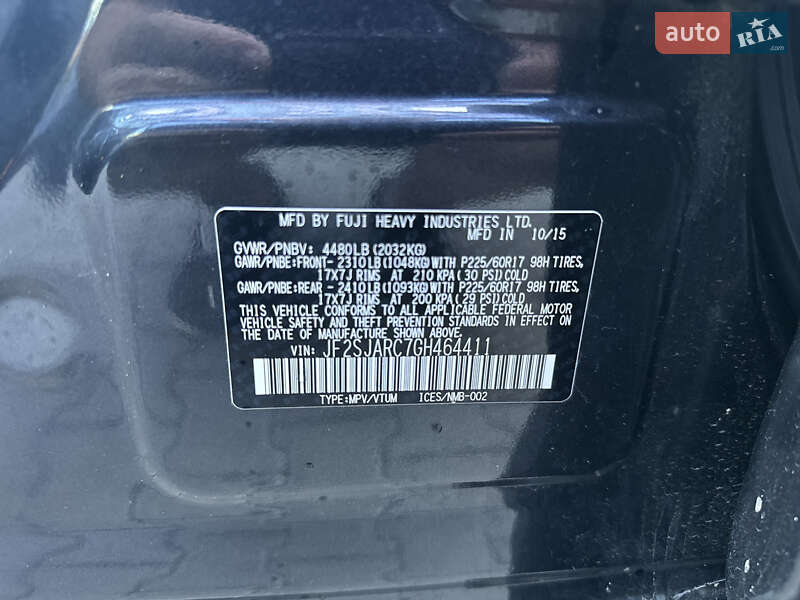 auto RIA
.com
MFD BY FUJI HEAVY INDUSTRIES LTD.
MFD IN 10/15
GVWR/PNBV: 4480LB(2032KG)
GAWR/PNBE:FRONT- 2310LB(1048KG)WITH P225/60R17 98H TIRES,
17X7J RIMS AT 210 KPA(30 PSI)COLD
GAWR/PNBE:REAR - 2410LB(1093KG)WITH P225/60R17 98H TIRES,
17X7J RIMS AT 200 KPA(29 PSI)COLD
THIS VEHICLE CONFORMS TO ALL APPLICABLE FEDERAL MOTOR
VEHICLE SAFETY AND THEFT PREVENTION STANDARDS IN EFFECT ON
THE DATE OF MANUFACTURE SHOWN ABOVE.
VIN: JF2SJARC7GH464411
TYPE:MPV/VTUM ICES/NMB-002